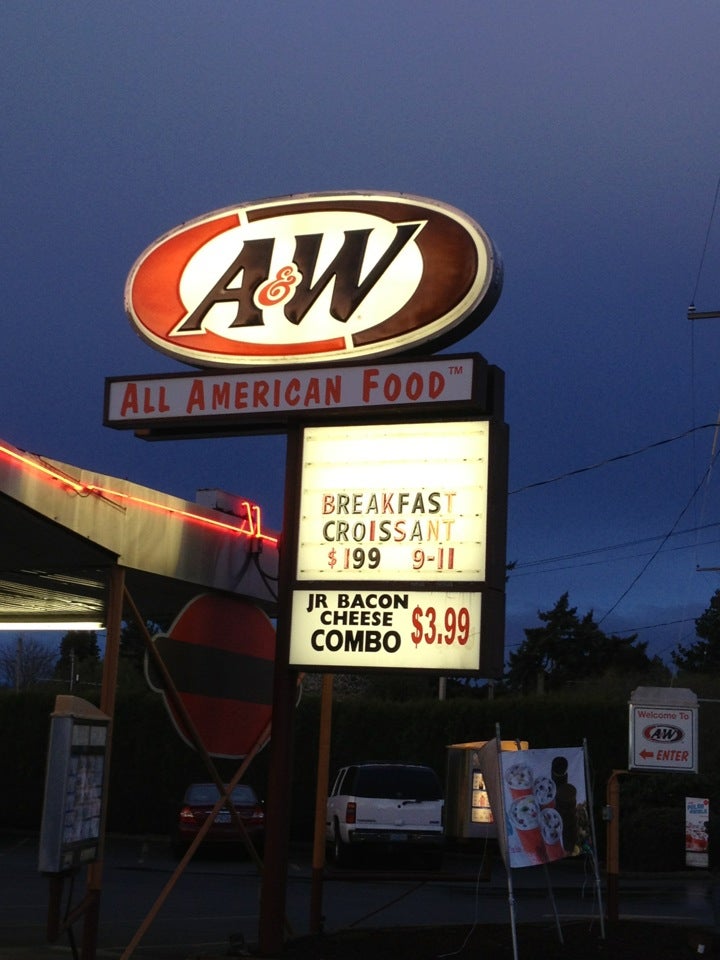 A&W
ALL AMERICAN FOOD™
BREAKFAST
CROISSANT
$199 9-11
JR BACON
CHEESE
COMBO $3.99
Welcome To
A&W
ENTER